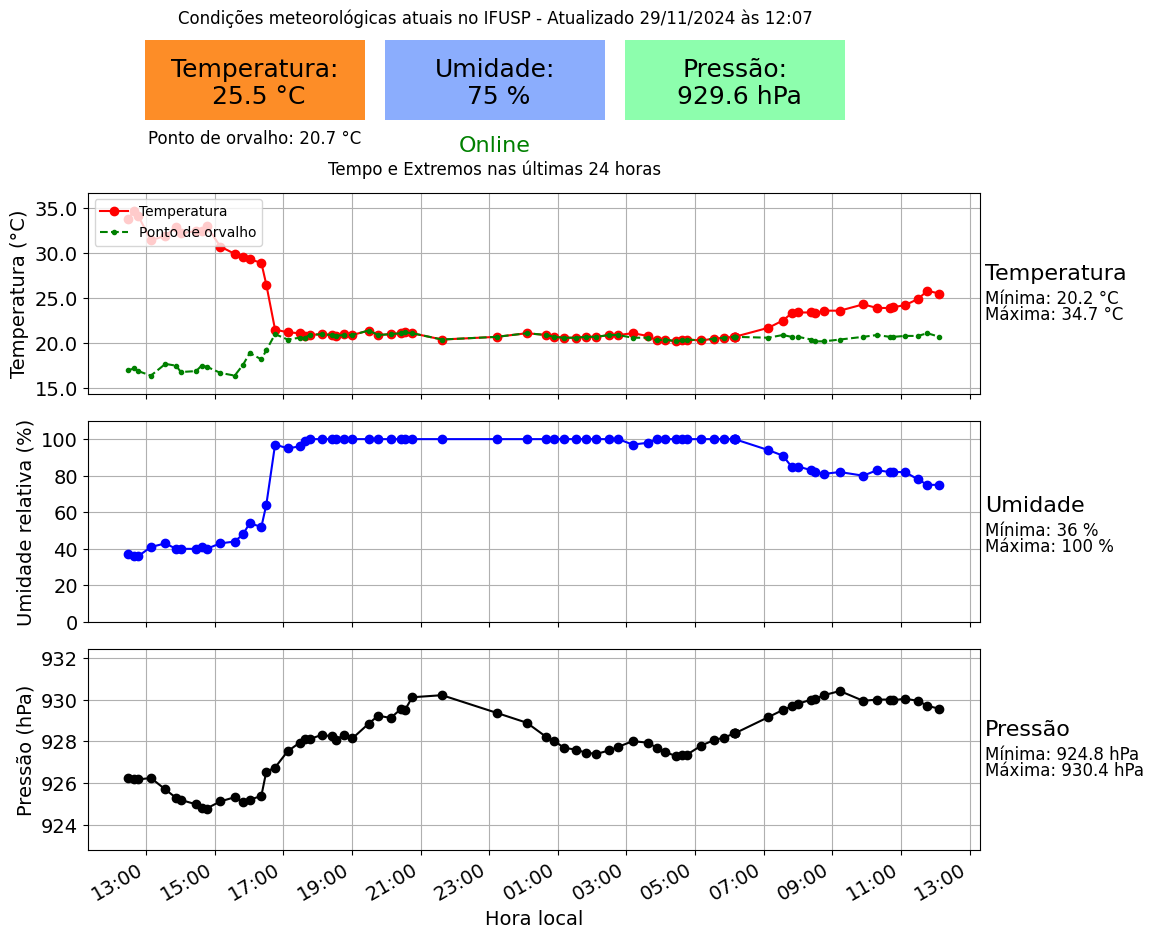 Condições meteorológicas atuais no IFUSP - Atualizado 29/11/2024 às 12:07
Temperatura:
25.5 °C
Umidade:
75 %
Pressão:
929.6 hPa
Ponto de orvalho: 20.7 °C
Online
Tempo e Extremos nas últimas 24 horas
Temperatura (°C)
35.0
30.0
25.0
20.0
15.0
Temperatura
Ponto de orvalho
Temperatura
Mínima: 20.2 °C
Máxima: 34.7 °C
Umidade relativa (%)
100
80
60
40
20
0
Umidade
Mínima: 36 %
Máxima: 100 %
Pressão (hPa)
932
930
928
926
924
Pressão
Mínima: 924.8 hPa
Máxima: 930.4 hPa
13:00
15:00
17:00
19:00
21:00
23:00
01:00
03:00
05:00
07:00
09:00
11:00
13:00
Hora local